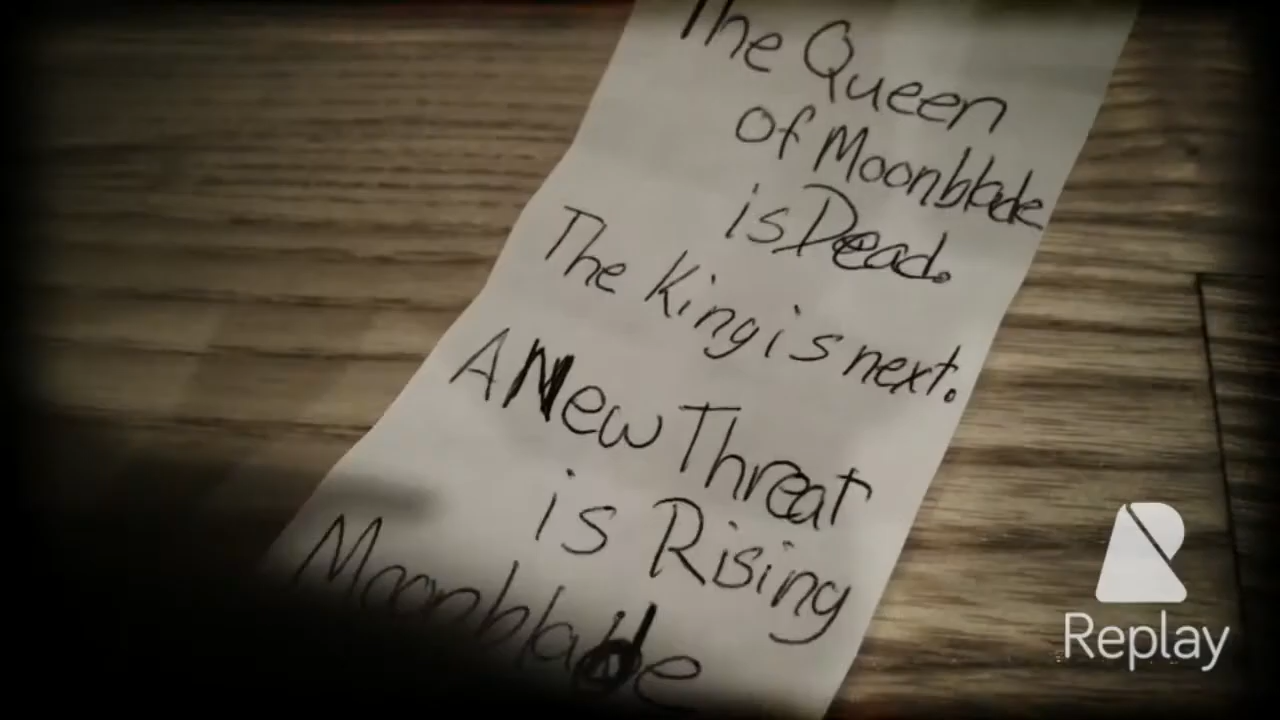 The Queen
Of Moonblade
is Dead.
The King is next.
A New Threat
is Rising
Moonblade
Replay